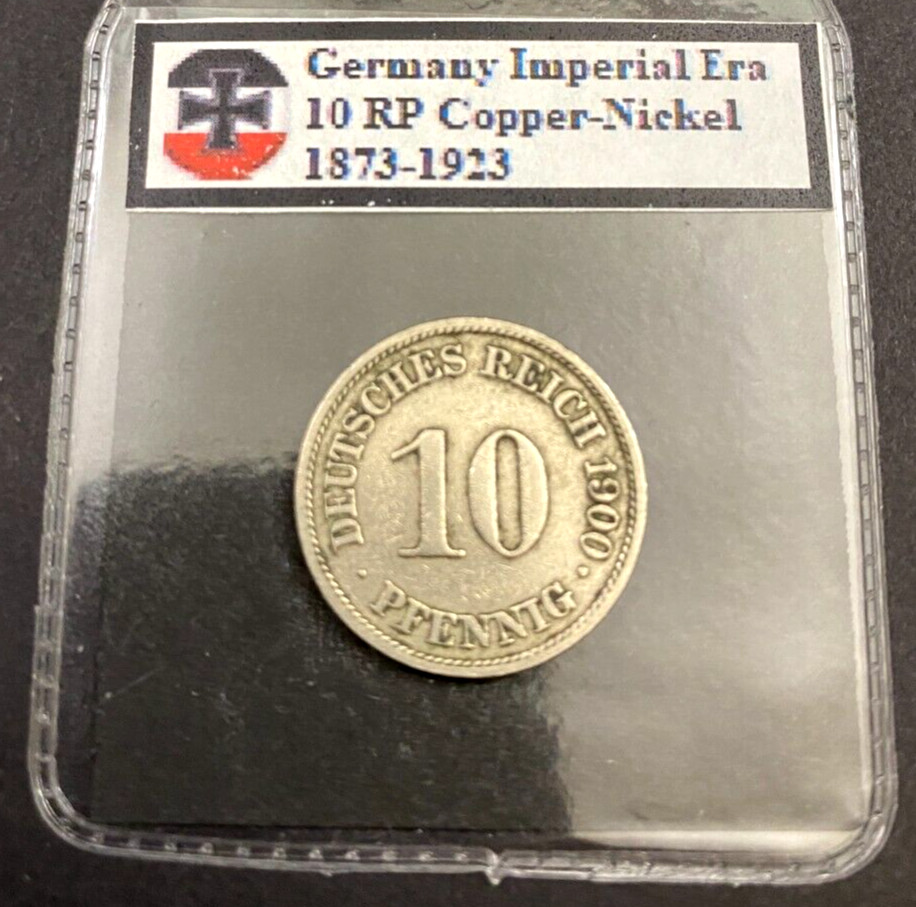 Germany Imperial Era
10 RP Copper-Nickel
1873-1923
DEUTSCHES REICH 1900
10
· PFENNIG ·